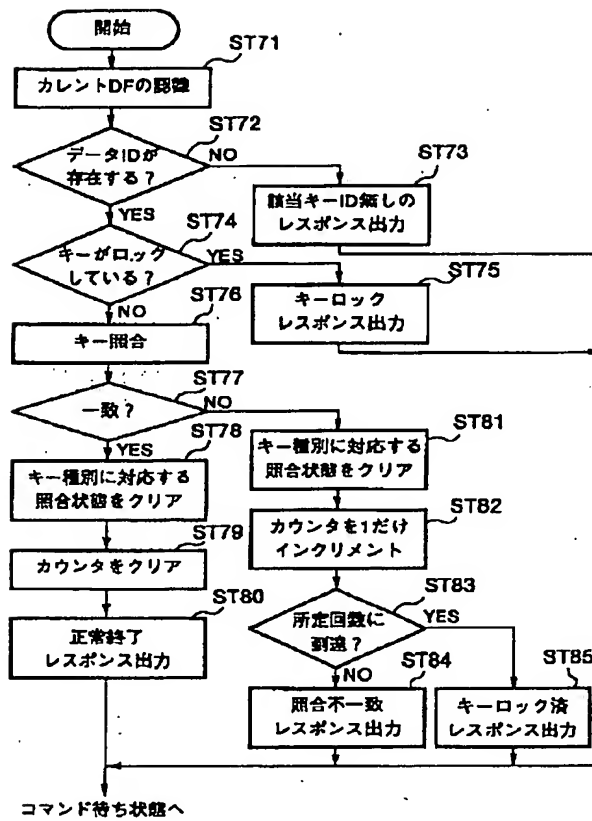 開始
ST71
カレントDFの認識
ST72
データIDが
存在する?
NO
YES
ST73
該当キーID無しの
レスポンス出力
ST74
キーがロック
している?
YES
NO
ST75
キーロック
レスポンス出力
ST76
キー照合
ST77
一致?
NO
YES
ST78
キー種別に対応する
照合状態をクリア
ST79
カウンタをクリア
ST80
正常終了
レスポンス出力
ST81
キー種別に対応する
照合状態をクリア
ST82
カウンタを1だけ
インクリメント
ST83
所定回数に
到達?
YES
NO
ST84
照合不一致
レスポンス出力
ST85
キーロック済
レスポンス出力
コマンド待ち状態へ